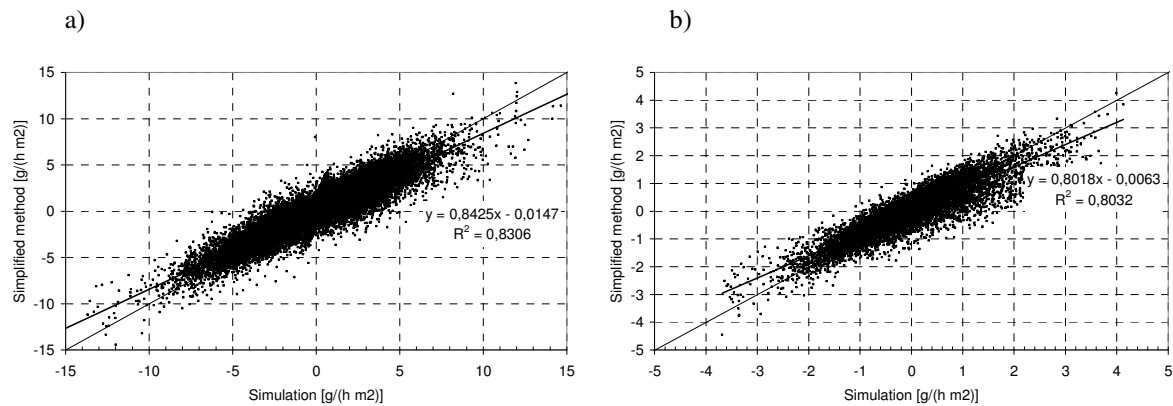 a)
15
10
5
0
-5
-10
-15
Simplified method [g/(h m2)]
y = 0,8425x - 0,0147
R2 = 0,8306
-15 -10 -5 0 5 10 15
Simulation [g/(h m2)]
b)
5
4
3
2
1
0
-1
-2
-3
-4
-5
Simplified method [g/(h m2)]
y = 0,8018x - 0,0063
R2 = 0,8032
-5 -4 -3 -2 -1 0 1 2 3 4 5
Simulation [g/(h m2)]